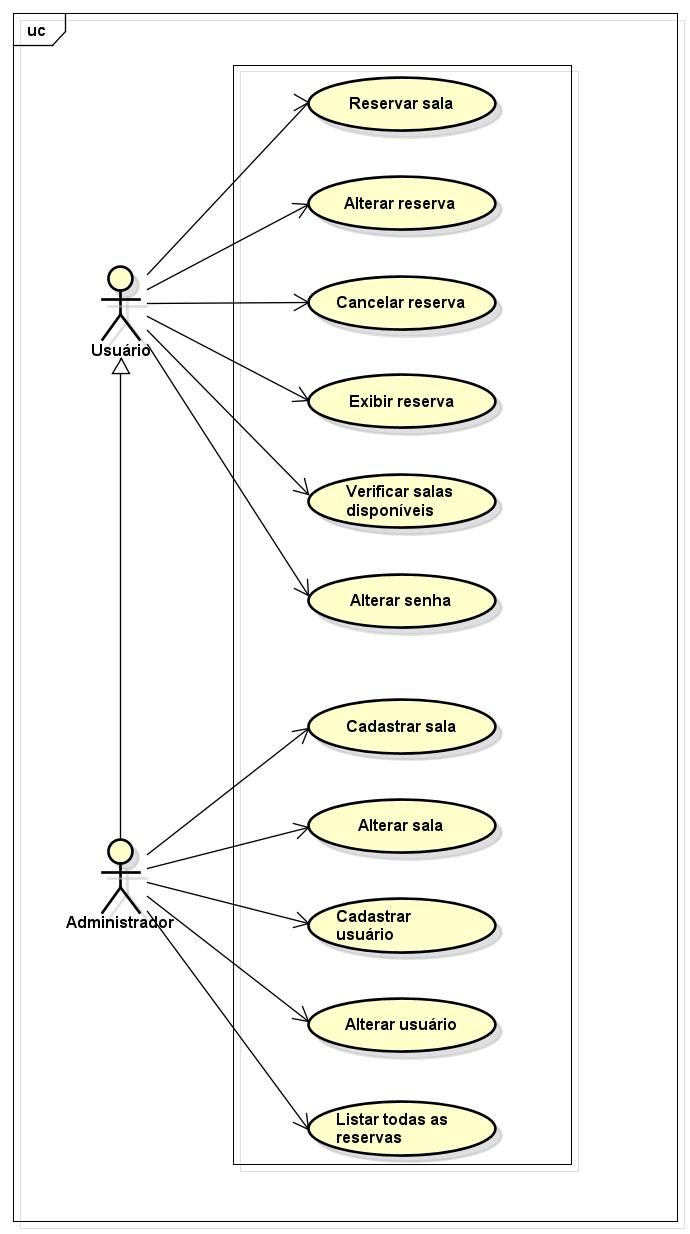 uc
Reservar sala
Alterar reserva
Cancelar reserva
Usuário
Exibir reserva
Verificar salas
disponíveis
Alterar senha
Cadastrar sala
Alterar sala
Administrador
Cadastrar
usuário
Alterar usuário
Listar todas as
reservas